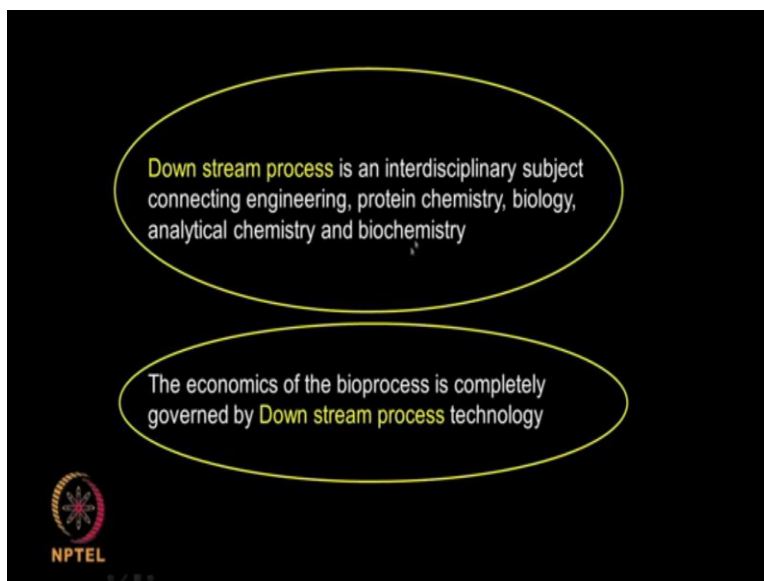 Down stream process is an interdisciplinary subject
connecting engineering, protein chemistry, biology,
analytical chemistry and biochemistry
The economics of the bioprocess is completely
governed by Down stream process technology
NPTEL